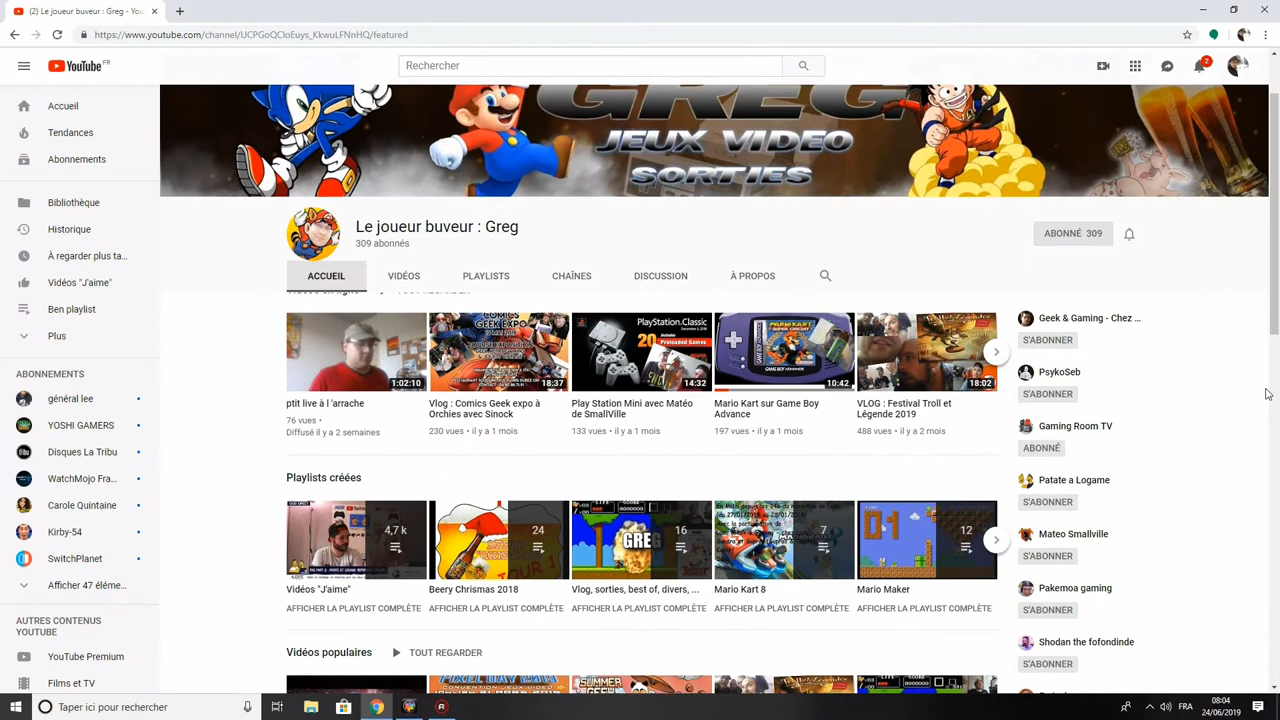 (2) Le joueur buveur : Greg - You
https://www.youtube.com/channel/UCPGoQCIoEuys_KkwuLFNnHQ/featured
YouTube FR
Rechercher
2
GREG
JEUX VIDEO
SORTIES
Accueil
Tendances
Abonnements
Bibliothèque
Historique
À regarder plus ta...
Vidéos "J'aime"
Ben playlist
Plus
ABONNEMENTS
général lee
YOSHI GAMERS
Disques La Tribu
WatchMojo Fra...
Carole Quintaine
Kirby-54
SwitchPlanet
Afficher 47 éléme...
AUTRES CONTENUS
YOUTUBE
YouTube Premium
Films et TV
Le joueur buveur : Greg
309 abonnés
ABONNÉ 309
ACCUEIL VIDÉOS PLAYLISTS CHAÎNES DISCUSSION À PROPOS
1:02:10
18:37
14:32
10:42
18:02
ptit live à l 'arrache
76 vues •
Diffusé il y a 2 semaines
Vlog : Comics Geek expo à
Orchies avec Sinock
230 vues • il y a 1 mois
PlayStation.Classic
20
Preloaded Games
Play Station Mini avec Matéo
de SmallVille
133 vues • il y a 1 mois
Mario Kart sur Game Boy
Advance
197 vues • il y a 1 mois
VLOG : Festival Troll et
Légende 2019
488 vues • il y a 2 mois
Playlists créées
4,7 k
24
16
7
12
GREG
01
Vidéos "J'aime"
AFFICHER LA PLAYLIST COMPLÈTE
Beery Chrismas 2018
AFFICHER LA PLAYLIST COMPLÈTE
Vlog, sorties, best of, divers, ...
AFFICHER LA PLAYLIST COMPLÈTE
Mario Kart 8
AFFICHER LA PLAYLIST COMPLÈTE
Mario Maker
AFFICHER LA PLAYLIST COMPLÈTE
Vidéos populaires TOUT REGARDER
Geek & Gaming - Chez ...
S'ABONNER
PsykoSeb
S'ABONNER
Gaming Room TV
ABONNÉ
Patate a Logame
S'ABONNER
Mateo Smallville
S'ABONNER
Pakemoa gaming
S'ABONNER
Shodan the fofondinde
S'ABONNER
Taper ici pour rechercher
FRA
08:04
24/06/2019